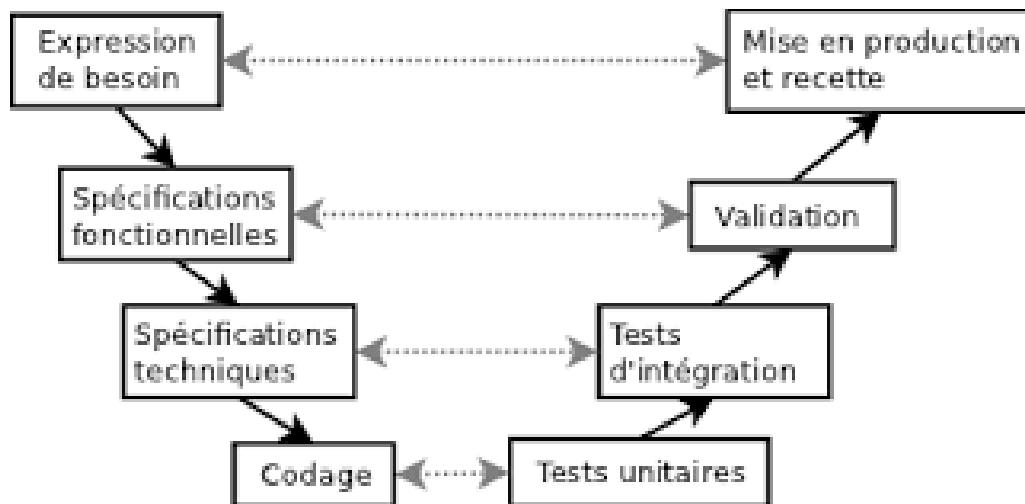 Expression
de besoin
Mise en production
et recette
Spécifications
fonctionnelles
Validation
Spécifications
techniques
Tests
d'intégration
Codage
Tests unitaires